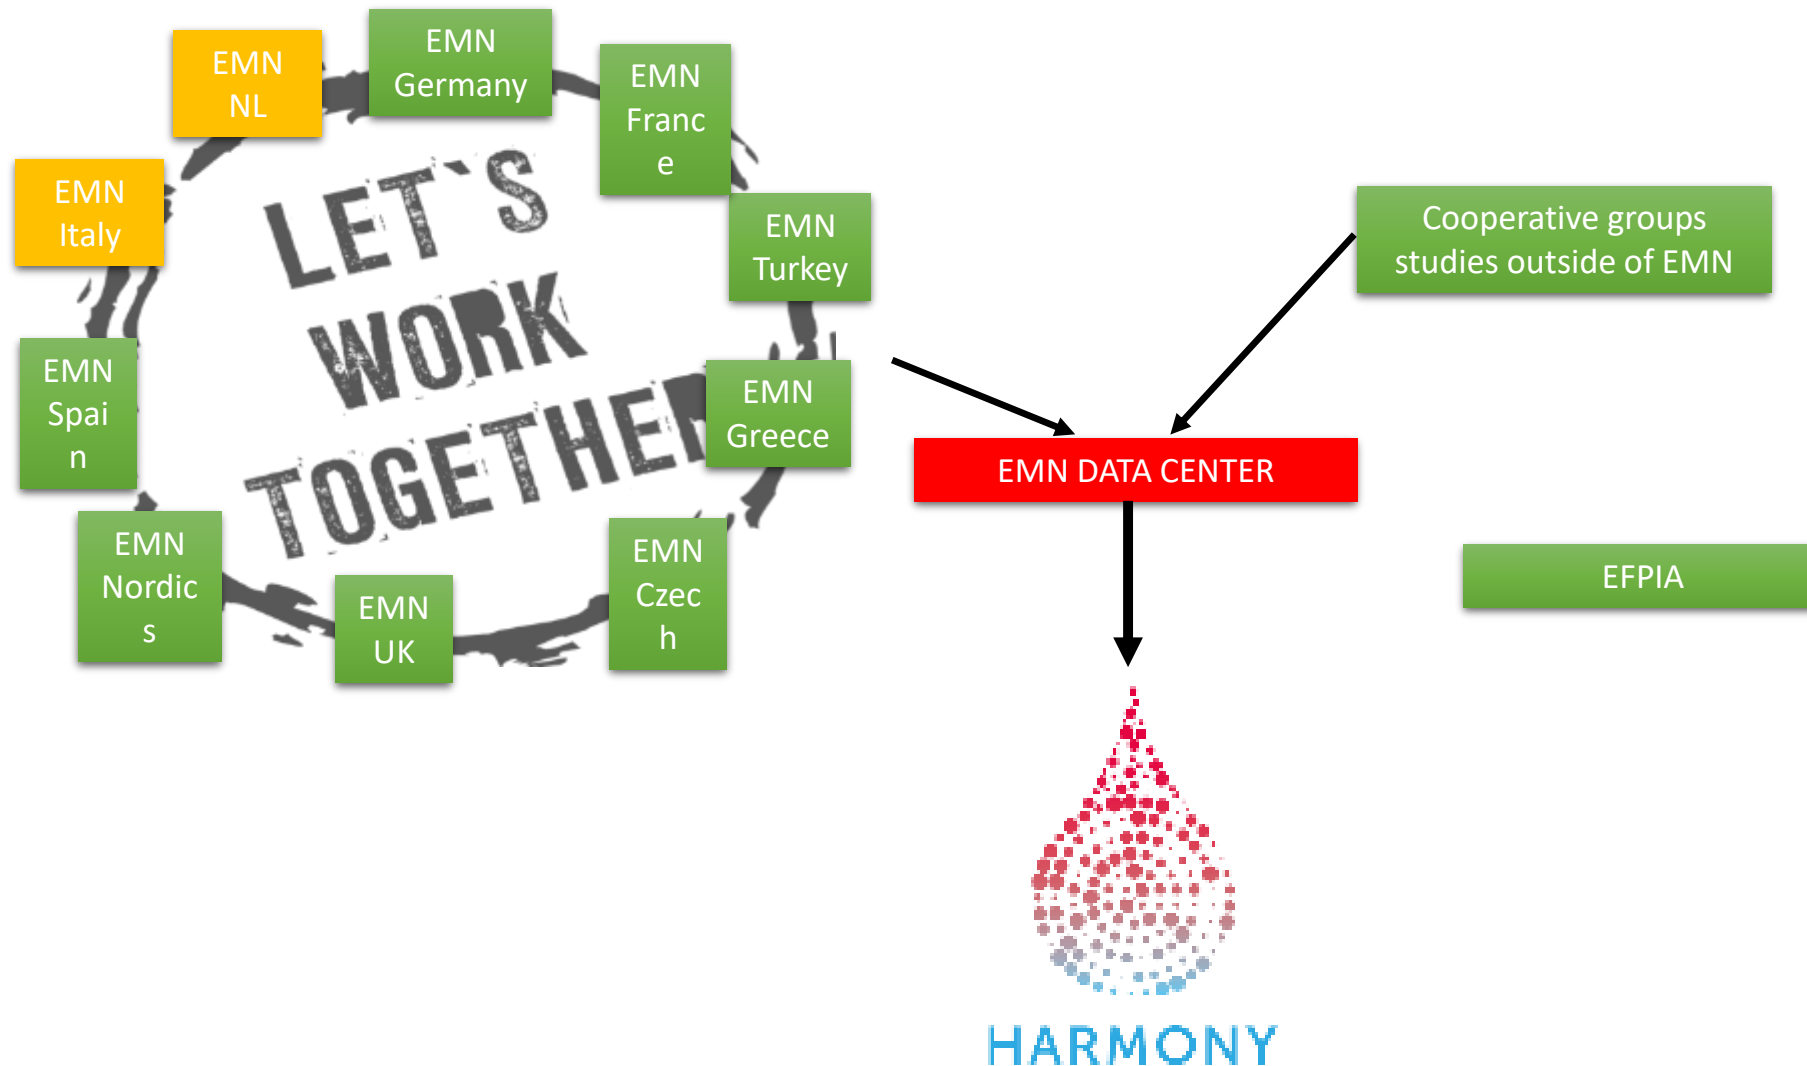 EMN
NL
EMN
Germany
EMN
Franc
e
EMN
Italy
EMN
Turkey
LET`S
WORK
TOGETHER
Cooperative groups
studies outside of EMN
EMN
Spai
n
EMN
Greece
EMN DATA CENTER
EMN
Nordic
s
EMN
UK
EMN
Czec
h
EFPIA
HARMONY